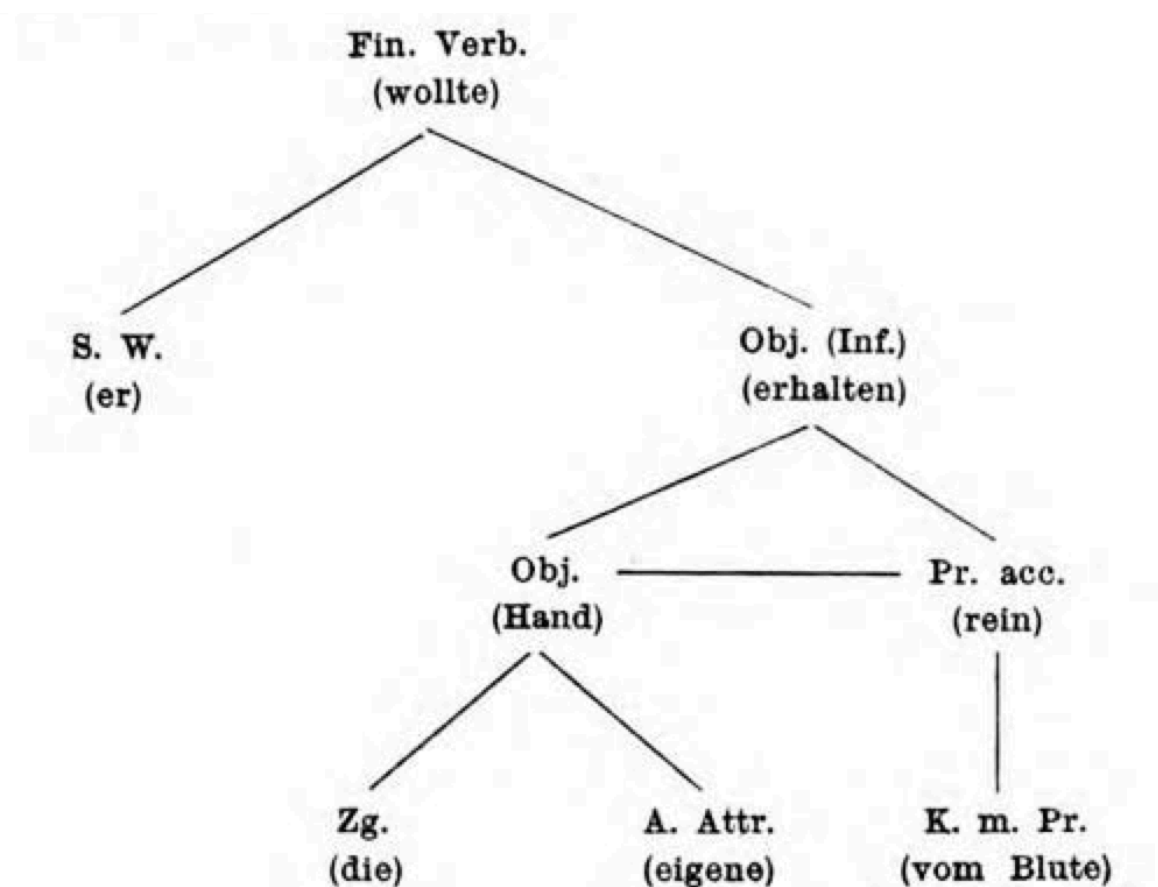 Fin. Verb.
(wollte)
S. W.
(er)
Obj. (Inf.)
(erhalten)
Obj.
(Hand)
Pr. acc.
(rein)
Zg.
(die)
A. Attr.
(eigene)
K. m. Pr.
(vom Blute)